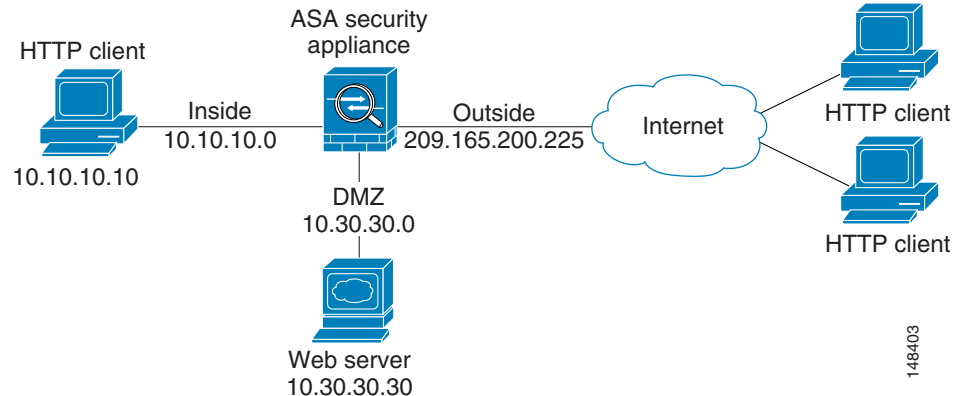 ASA security
appliance
HTTP client
Inside
10.10.10.0
10.10.10.10
Outside
209.165.200.225
Internet
HTTP client
HTTP client
DMZ
10.30.30.0
Web server
10.30.30.30
148403